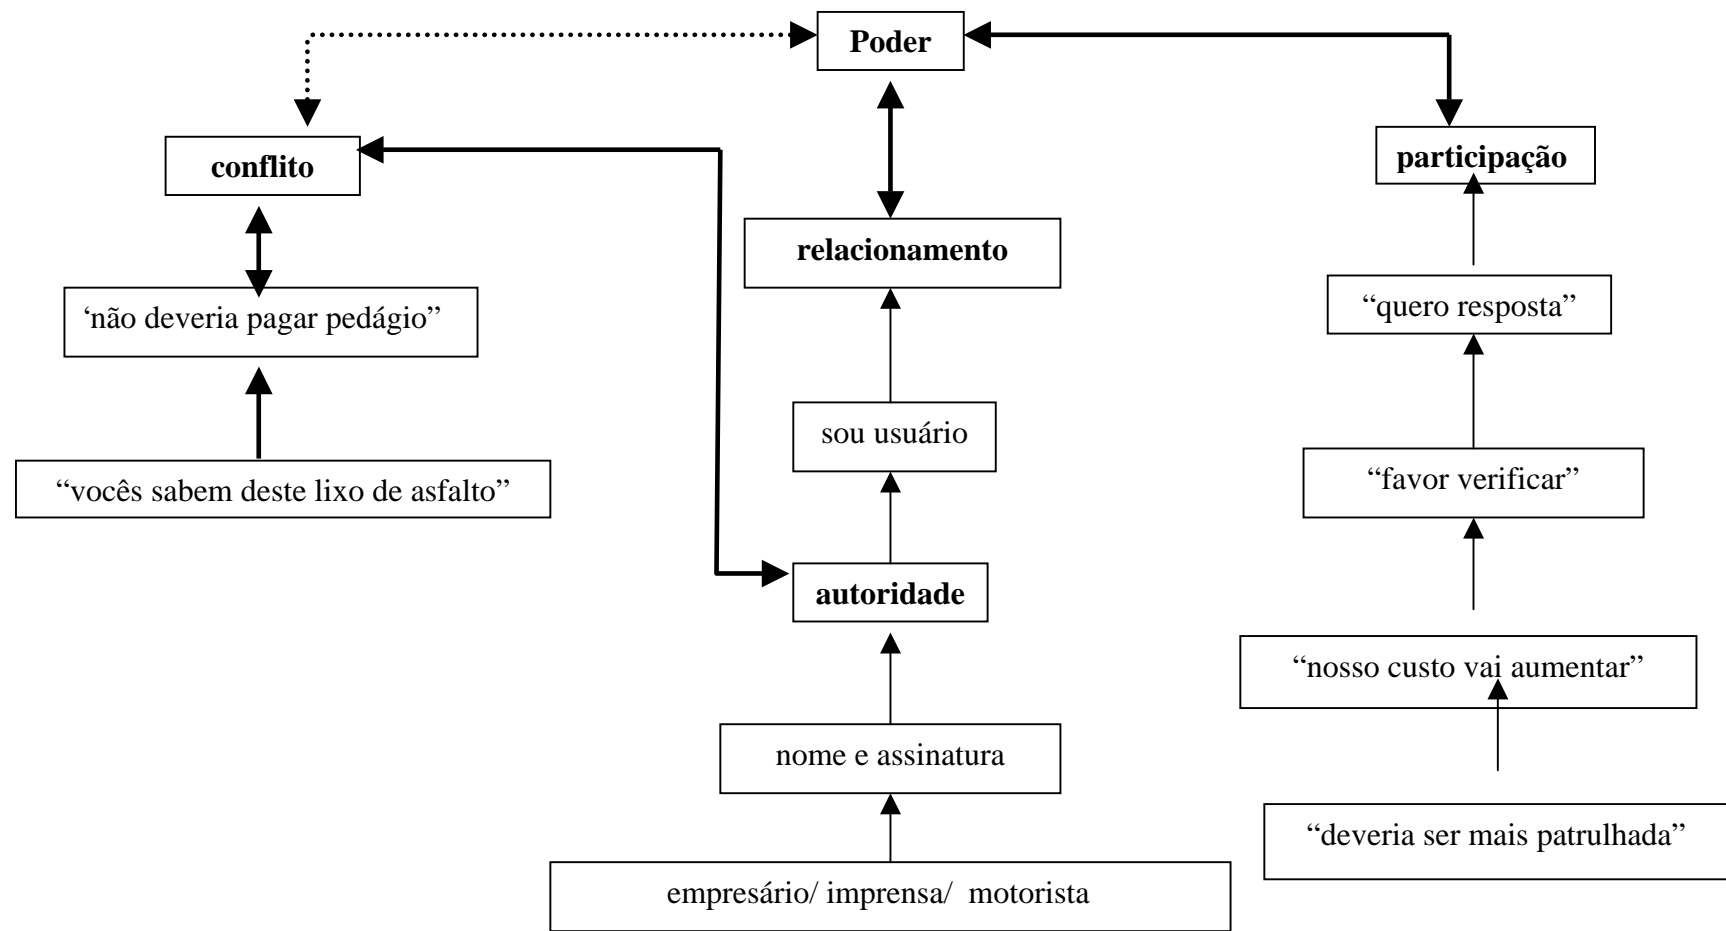 Poder
conflito
participação
relacionamento
‘não deveria pagar pedágio”
“quero resposta”
sou usuário
“vocês sabem deste lixo de asfalto”
“favor verificar”
autoridade
“nosso custo vai aumentar”
nome e assinatura
“deveria ser mais patrulhada”
empresário/ imprensa/ motorista